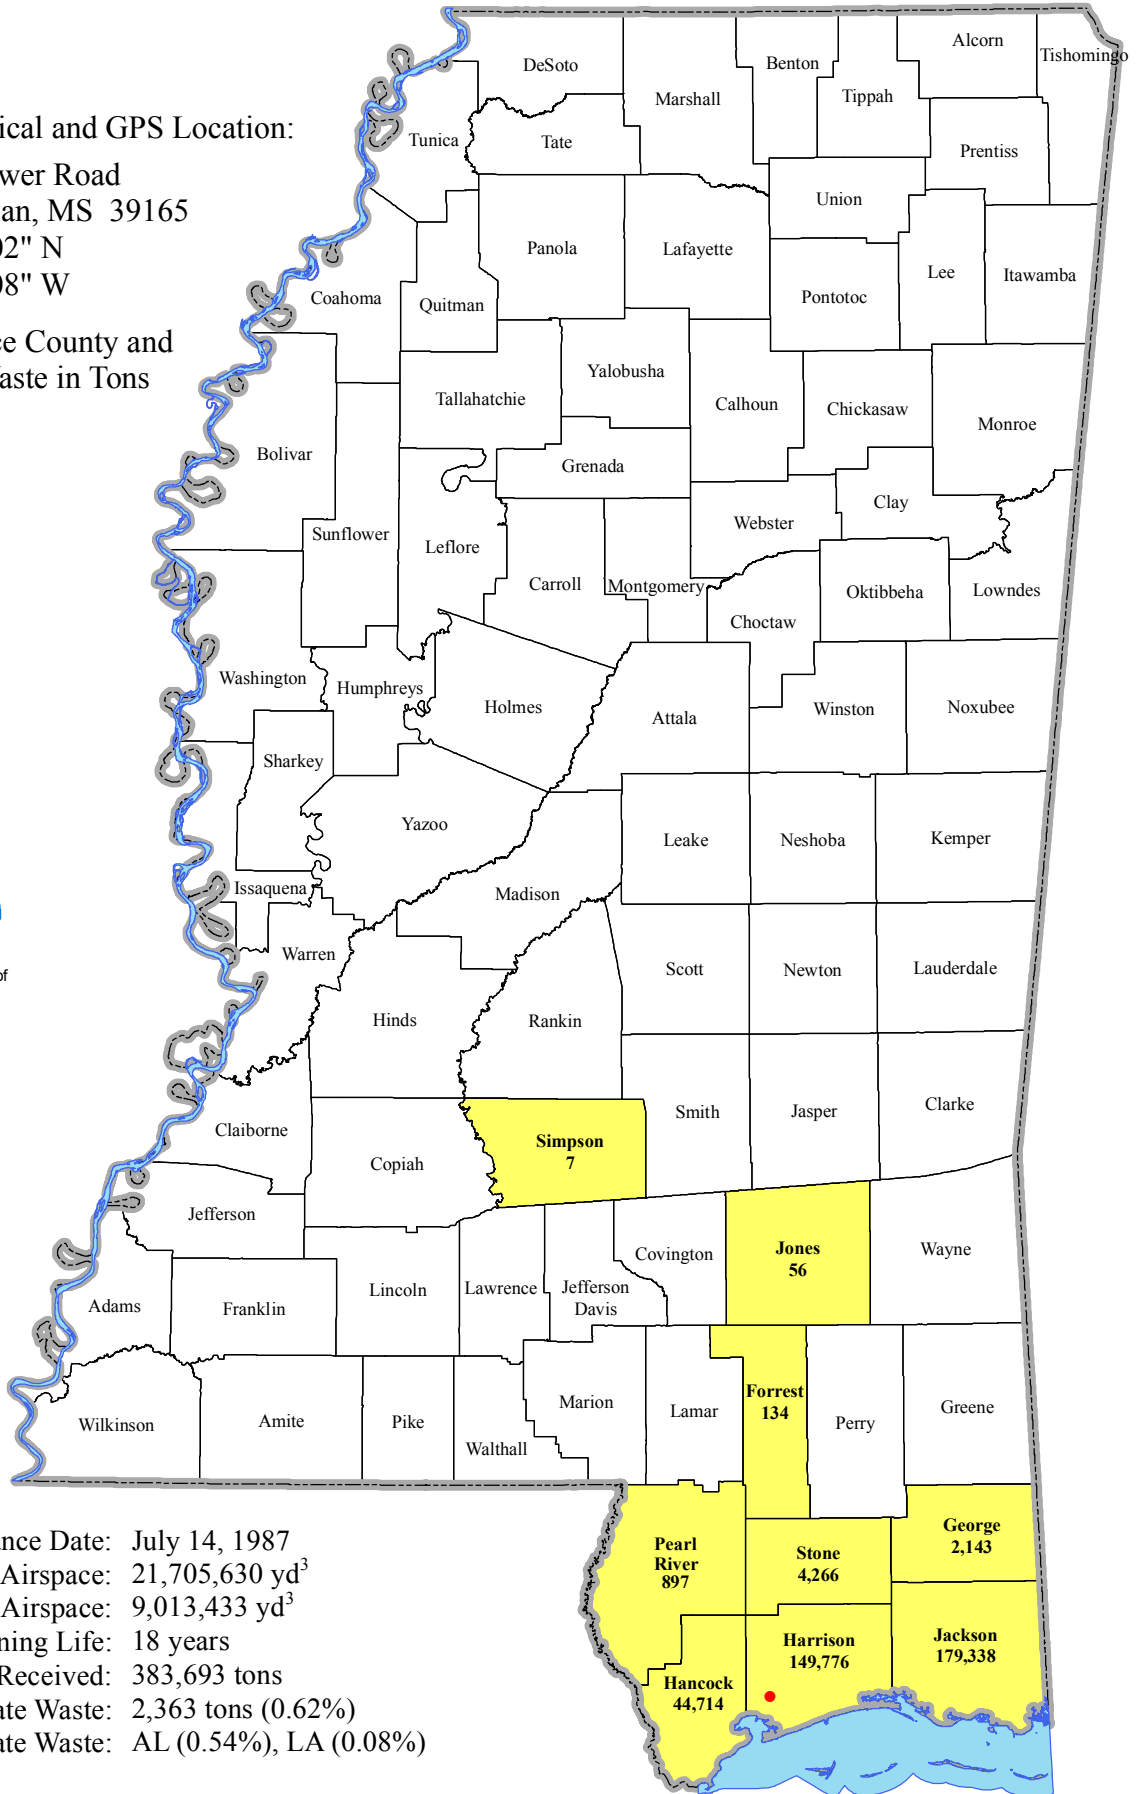 ical and GPS Location:
wer Road
an, MS 39165
02" N
08" W
ce County and
aste in Tons
of
DeSoto
Marshall
Benton
Tippah
Alcorn
Tishomingo
Tunica
Tate
Prentiss
Union
Panola
Lafayette
Lee
Itawamba
Coahoma
Quitman
Pontotoc
Yalobusha
Tallahatchie
Calhoun
Chickasaw
Monroe
Bolivar
Grenada
Sunflower
Leflore
Webster
Clay
Carroll
Montgomery
Oktibbeha
Lowndes
Choctaw
Washington
Humphreys
Holmes
Attala
Winston
Noxubee
Sharkey
Yazoo
Leake
Neshoba
Kemper
Issaquena
Madison
Warren
Scott
Newton
Lauderdale
Hinds
Rankin
Claiborne
Copiah
Simpson
7
Smith
Jasper
Clarke
Jefferson
Covington
Jones
56
Wayne
Adams
Franklin
Lincoln
Lawrence
Jefferson
Davis
Wilkinson
Amite
Pike
Walthall
Marion
Lamar
Forrest
134
Perry
Greene
Pearl
River
897
Stone
4,266
George
2,143
Hancock
44,714
Harrison
149,776
Jackson
179,338
nce Date: July 14, 1987
Airspace: 21,705,630 yd3
Airspace: 9,013,433 yd3
ning Life: 18 years
Received: 383,693 tons
ate Waste: 2,363 tons (0.62%)
ate Waste: AL (0.54%), LA (0.08%)